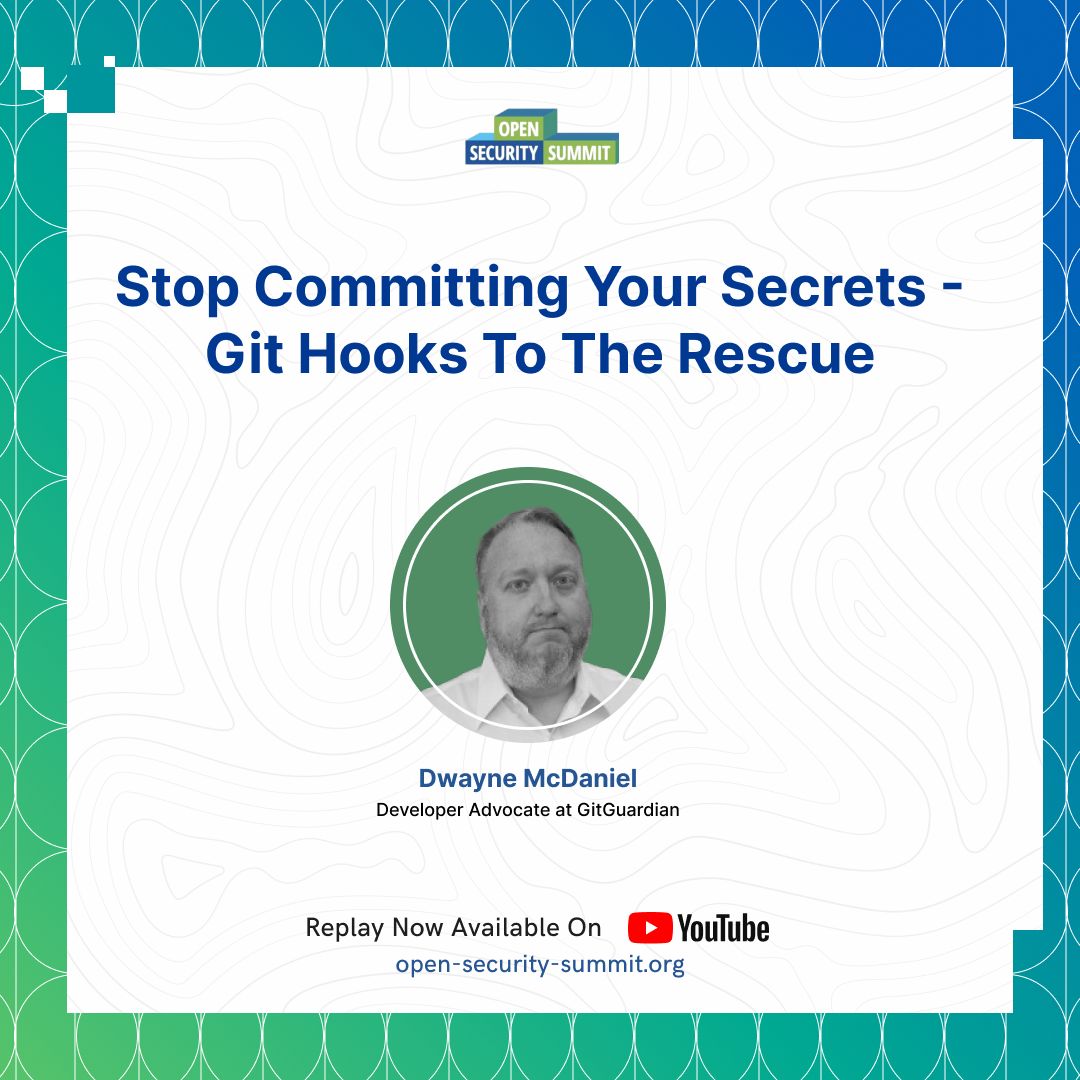 OPEN
SECURITY SUMMIT
Stop Committing Your Secrets -
Git Hooks To The Rescue
Dwayne McDaniel
Developer Advocate at GitGuardian
Replay Now Available On YouTube
open-security-summit.org